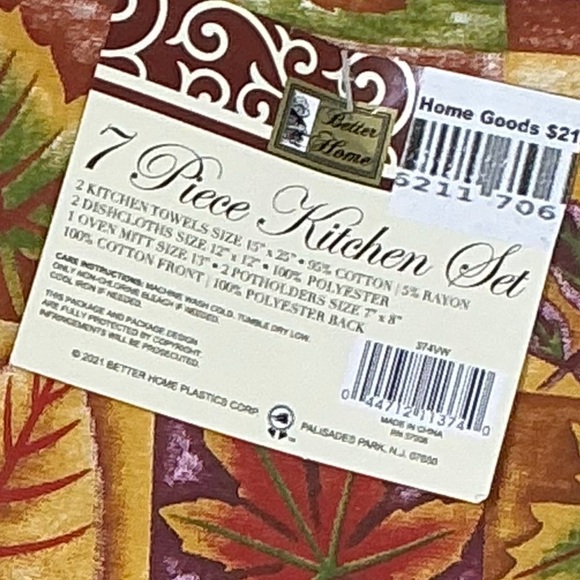 Home Goods $21
6211 706
Better
Home
7 Piece Kitchen Set
2 KITCHEN TOWELS SIZE 15" x 25" • 95% COTTON | 5% RAYON
2 DISHCLOTHS SIZE 12" x 12" • 100% POLYESTER
1 OVEN MITT SIZE 13" • 2 POTHOLDERS SIZE 7" x 8"
100% COTTON FRONT | 100% POLYESTER BACK
CARE INSTRUCTIONS: MACHINE WASH COLD. TUMBLE DRY LOW.
ONLY NON-CHLORINE BLEACH IF NEEDED.
COOL IRON IF NEEDED.
THIS PACKAGE AND PACKAGE DESIGN
ARE FULLY PROTECTED BY COPYRIGHT.
INFRINGEMENTS WILL BE PROSECUTED.
374VW
0 44712 11374 0
MADE IN CHINA
© 2021 BETTER HOME PLASTICS CORP.
PALISADES PARK, N.J. 07650